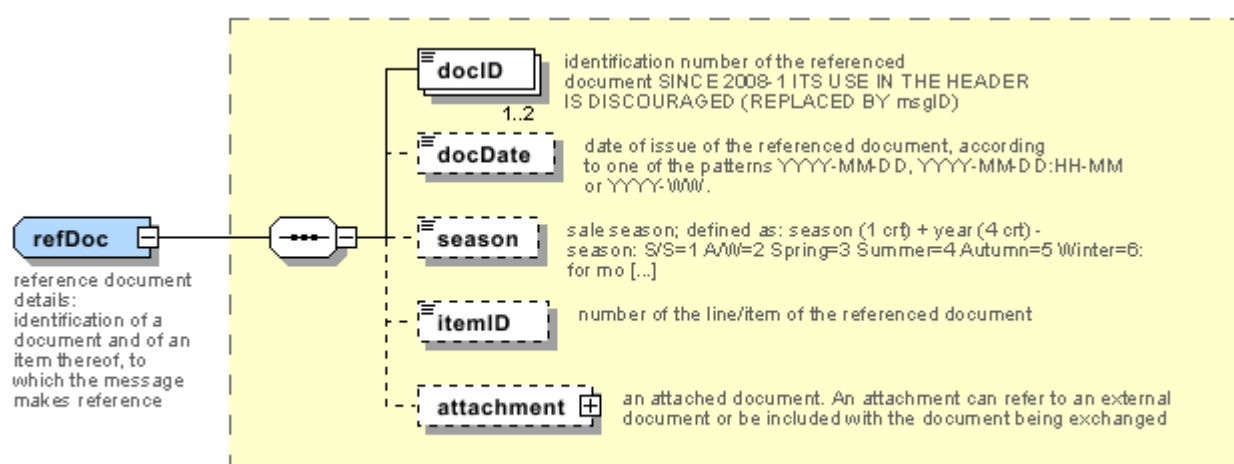 docID
1..2
identification number of the referenced
document SINCE 2008-1 ITS USE IN THE HEADER
IS DISCOURAGED (REPLACED BY msgID)
docDate
date of issue of the referenced document, according
to one of the patterns YYYY-MM-DD, YYYY-MM-DD:HH-MM
or YYYY-WW.
refDoc
reference document
details:
identification of a
document and of an
item thereof, to
which the message
makes reference
season
sale season; defined as: season (1 crt) + year (4 crt) -
season: S/S=1 A/W=2 Spring=3 Summer=4 Autumn=5 Winter=6:
for mo [...]
itemID
number of the line/item of the referenced document
attachment
an attached document. An attachment can refer to an external
document or be included with the document being exchanged